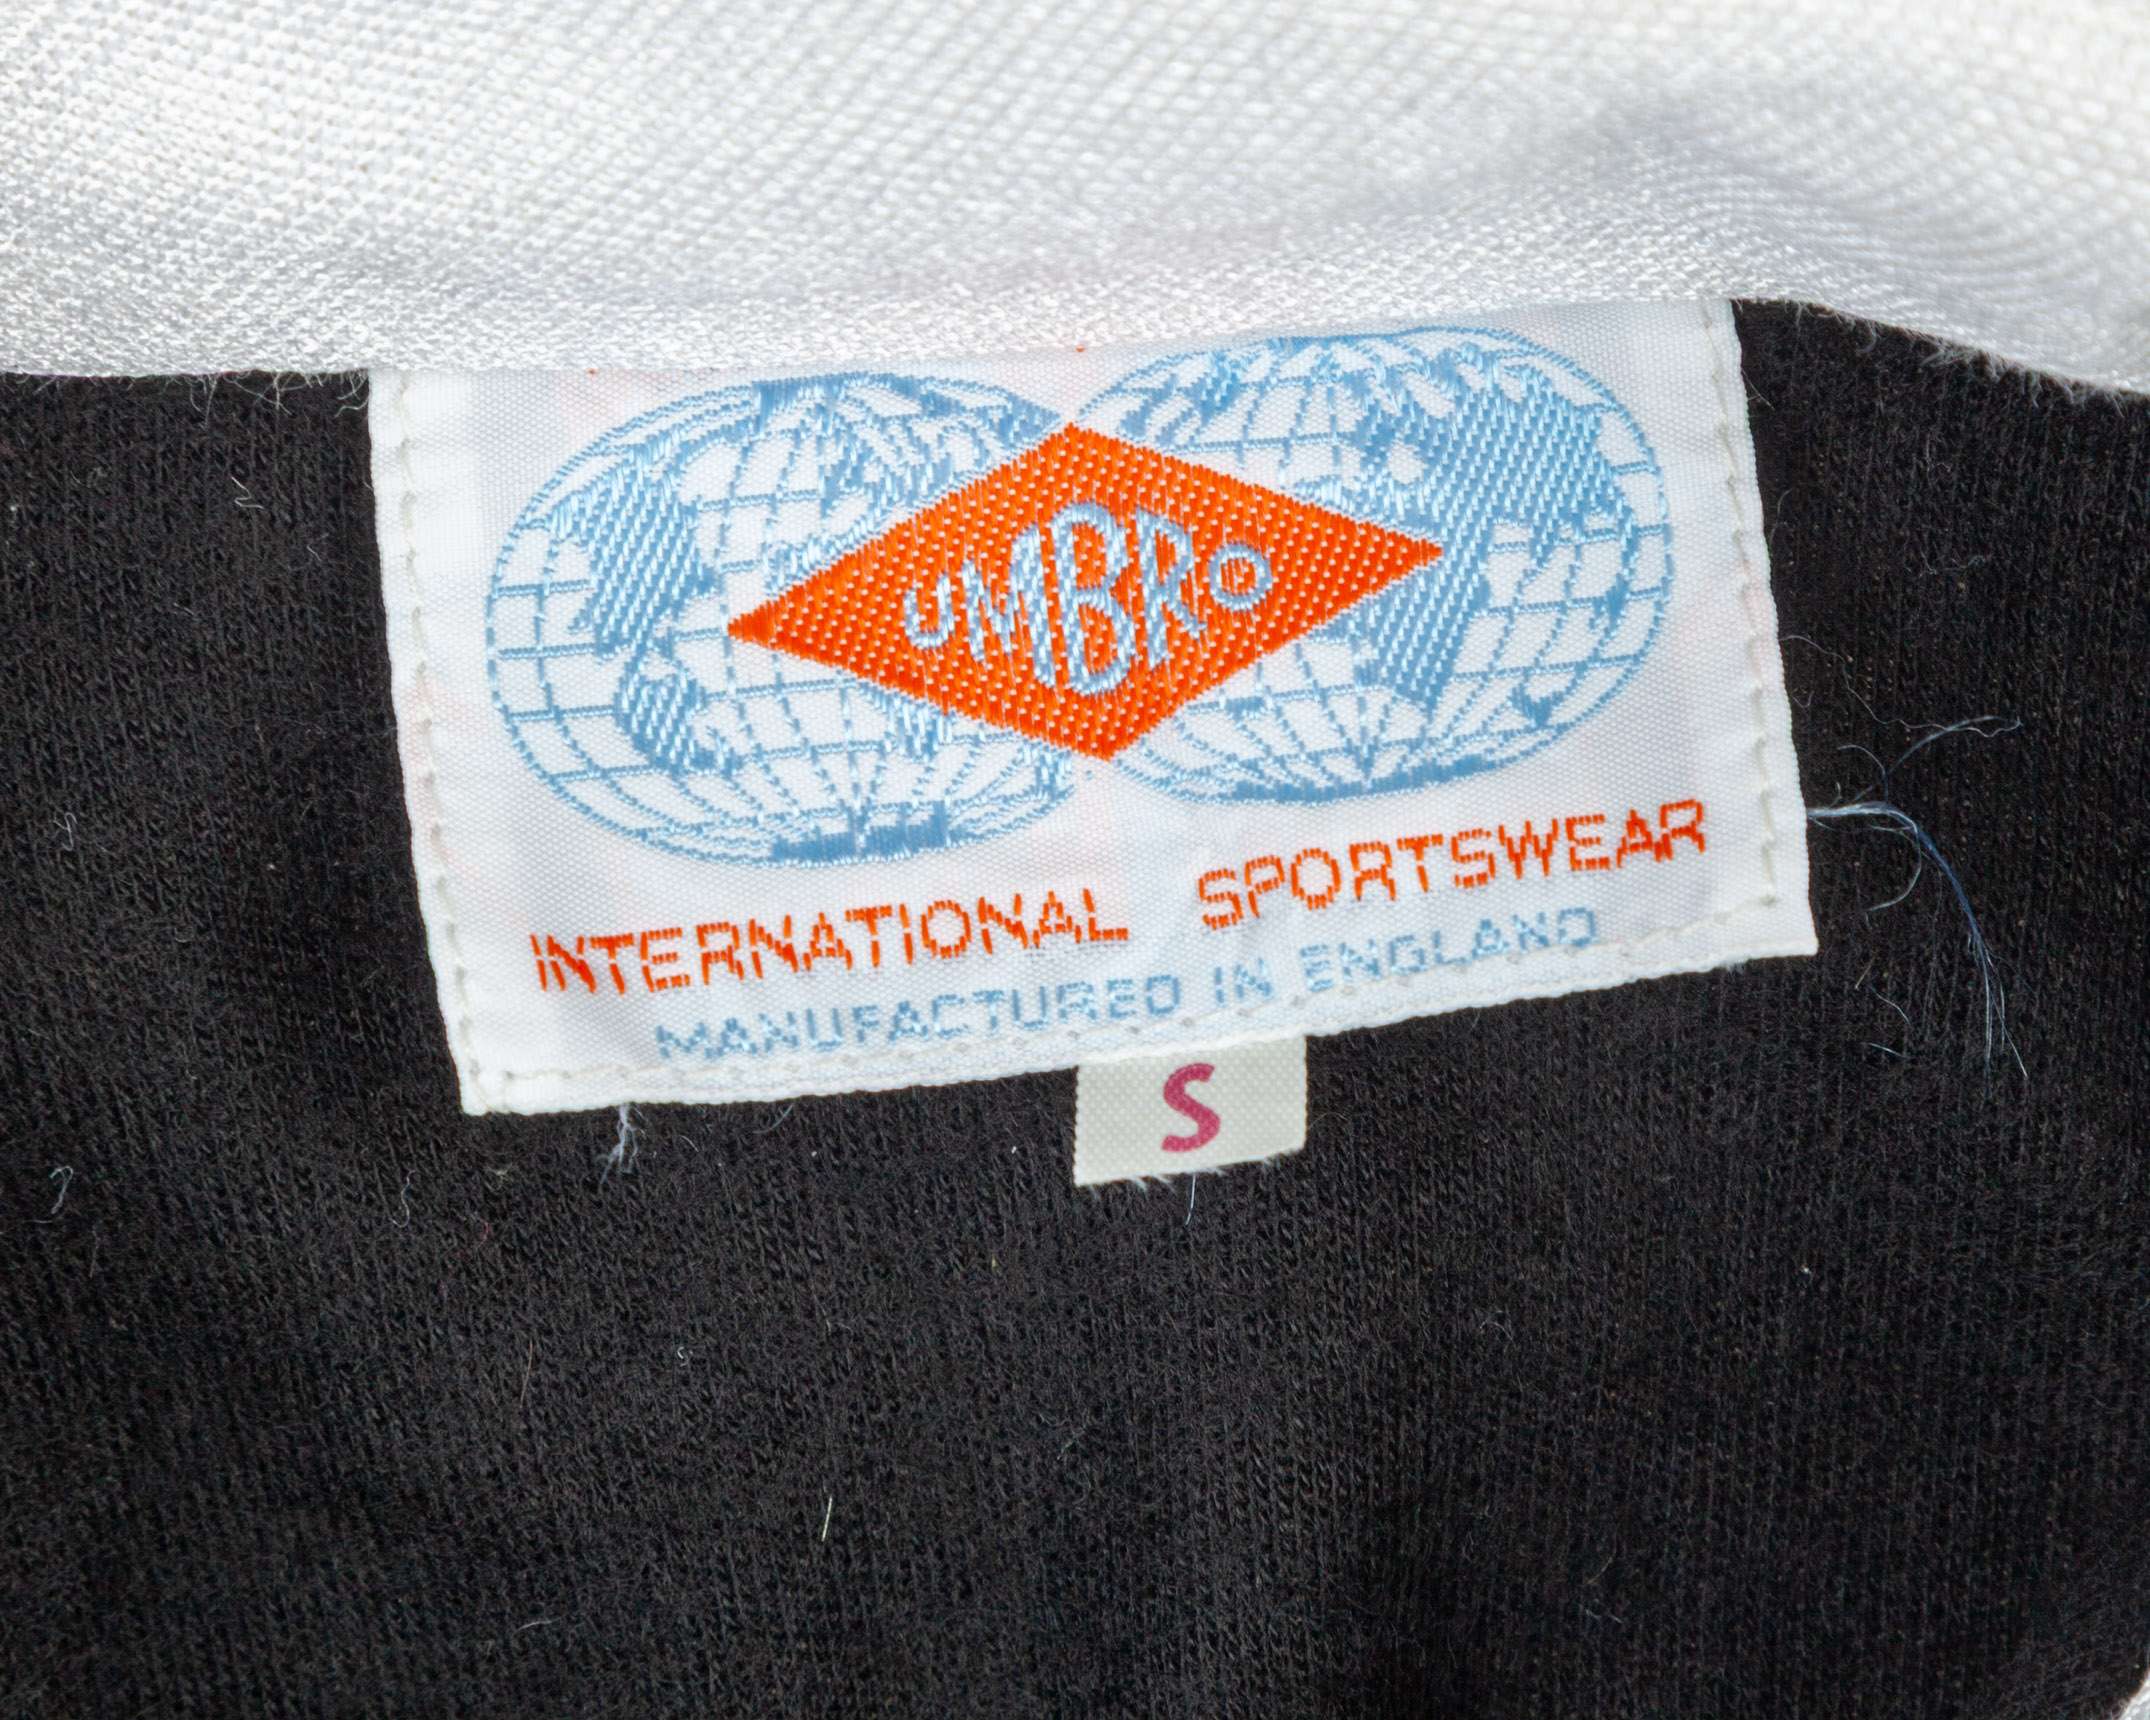 UMBRO
INTERNATIONAL SPORTSWEAR
MANUFACTURED IN ENGLAND
S